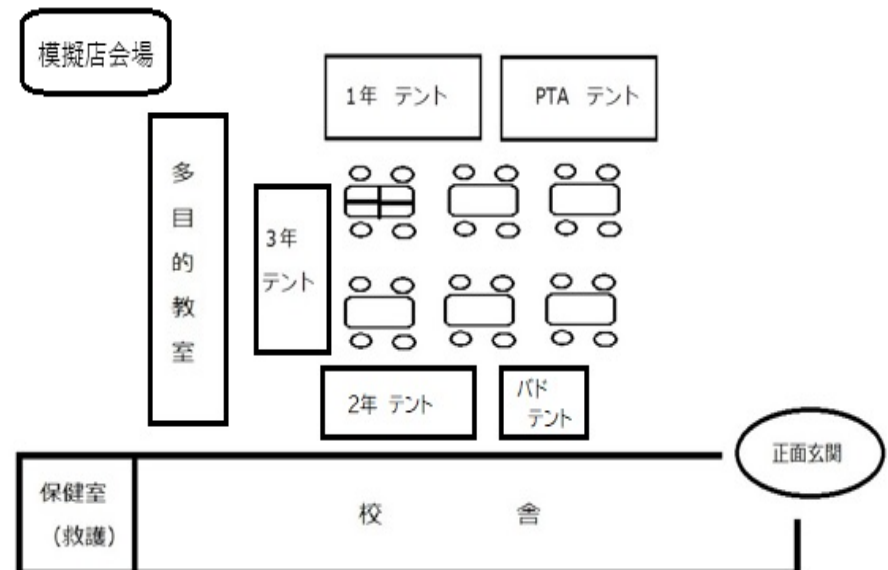 模擬店会場
1年 テント
PTA テント
多目的教室
3年
テント
2年 テント
バド
テント
正面玄関
保健室
(救護)
校舎